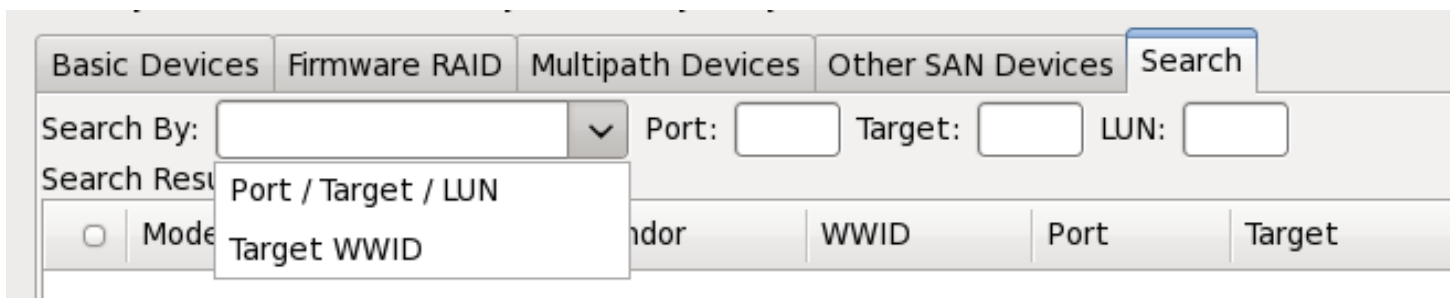 Basic Devices Firmware RAID Multipath Devices Other SAN Devices Search
Search By: Port: Target: LUN:
Search
Port / Target / LUN
WWID Port Target
Target WWID